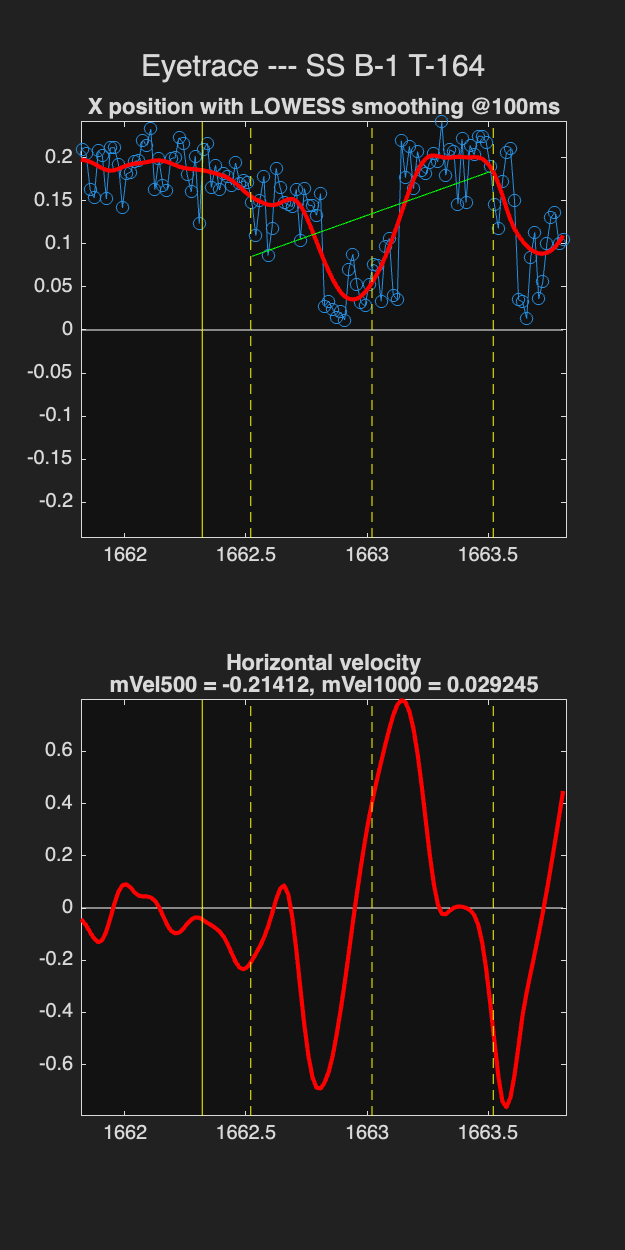 Eyetrace --- SS B-1 T-164
X position with LOWESS smoothing @100ms
0.2
0.15
0.1
0.05
0
-0.05
-0.1
-0.15
-0.2
1662 1662.5 1663 1663.5
Horizontal velocity
mVel500 = -0.21412, mVel1000 = 0.029245
0.6
0.4
0.2
0
-0.2
-0.4
-0.6
1662 1662.5 1663 1663.5